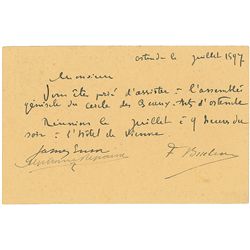 ostende le juillet 1897
Monsieur
Vous êtes prié d'assister à l'assemblée
générale du cercle des Beaux-Arts d'ostende
Réunion le juillet à 9 heures du
soir à l'hôtel de Vienne
James Ensor